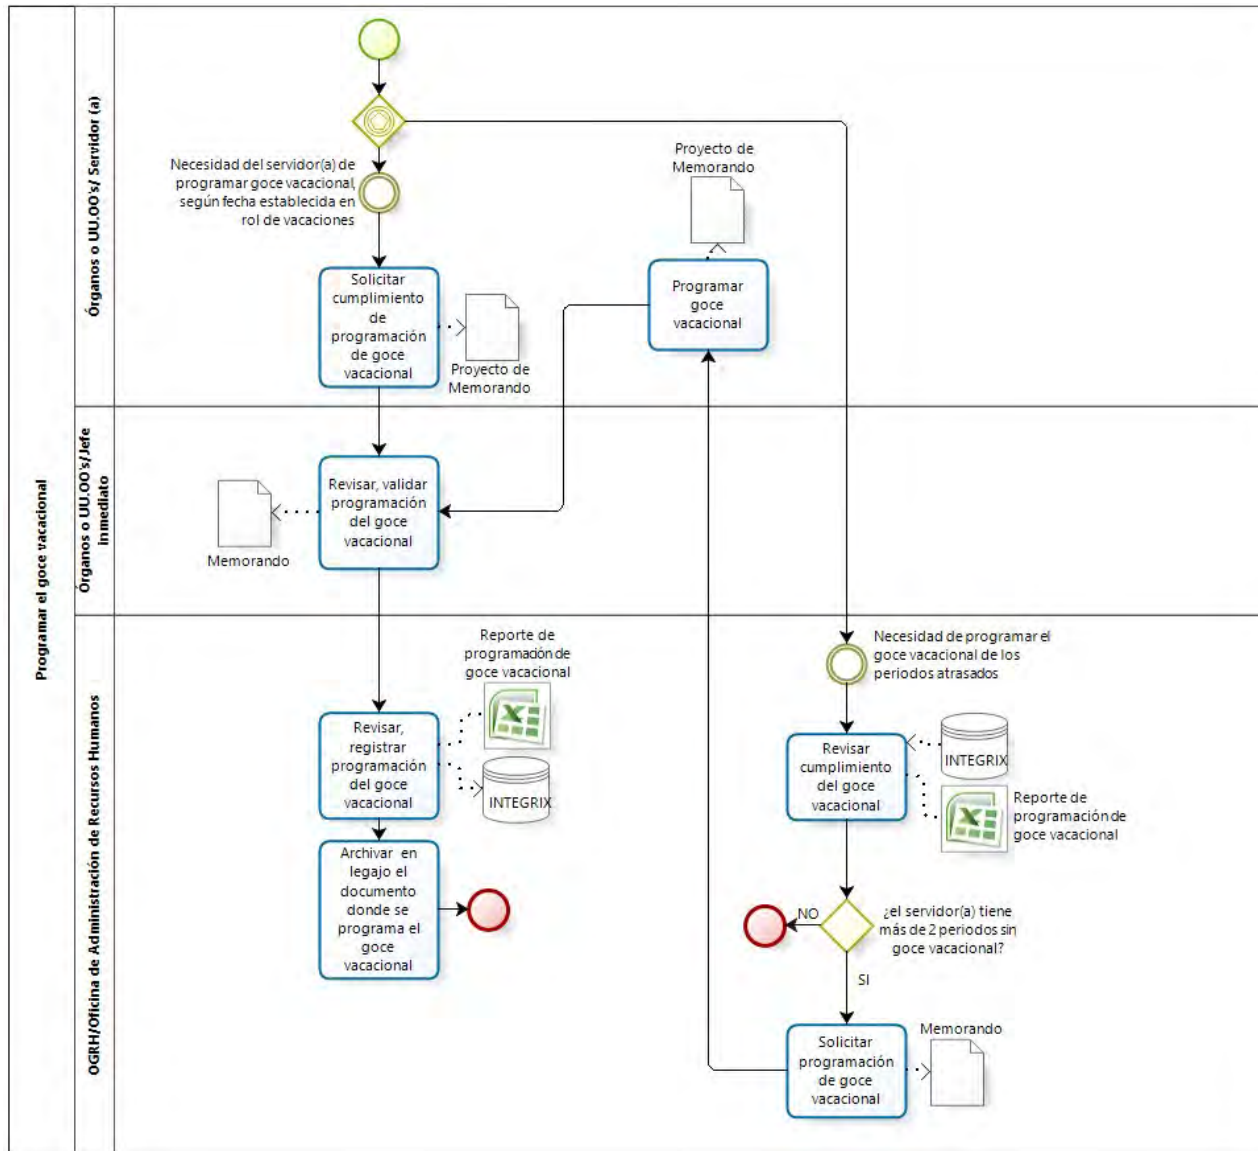 Programar el goce vacacional
Órganos o UU.OO's/ Servidor (a)
Necesidad del servidor(a) de
programar goce vacacional,
según fecha establecida en
rol de vacaciones
Solicitar
cumplimiento
de
programación
de goce
vacacional
Proyecto de
Memorando
Proyecto de
Memorando
Programar
goce
vacacional
Órganos o UU.OO's/Jefe
inmediato
Revisar, validar
programación
del goce
vacacional
Memorando
OGRH/Oficina de Administración de Recursos Humanos
Reporte de
programación de
goce vacacional
Revisar,
registrar
programación
del goce
vacacional
INTEGRIX
Archivar en
legajo el
documento
donde se
programa el
goce
vacacional
Necesidad de programar el
goce vacacional de los
periodos atrasados
Revisar
cumplimiento
del goce
vacacional
INTEGRIX
Reporte de
programación de
goce vacacional
NO
¿el servidor(a) tiene
más de 2 periodos sin
goce vacacional?
SI
Solicitar
programación
de goce
vacacional
Memorando